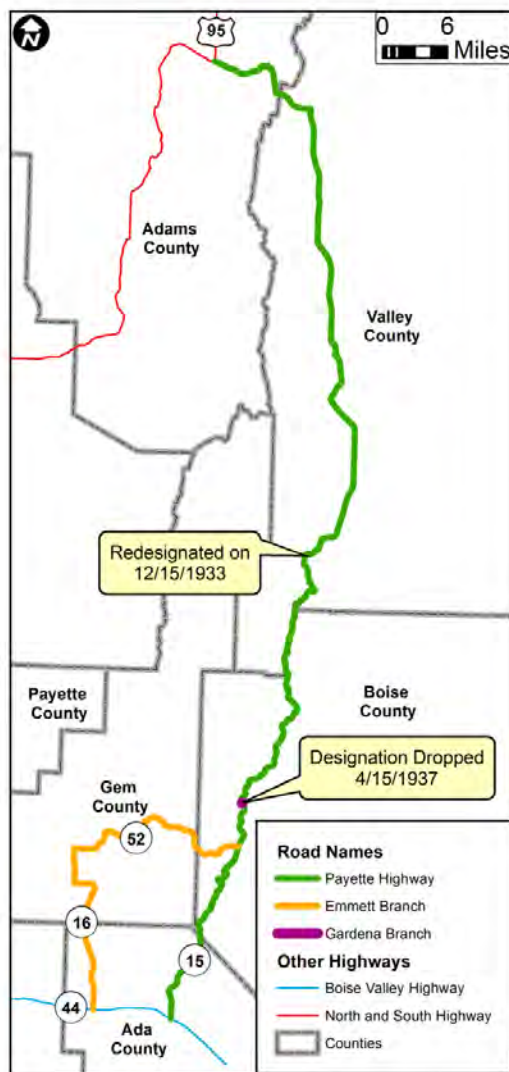 N
95
0 6
Miles
Adams
County
Valley
County
Redesignated on
12/15/1933
Payette
County
Boise
County
Designation Dropped
4/15/1937
Gem
County
52
16
15
44
Ada
County
Road Names
Payette Highway
Emmett Branch
Gardena Branch
Other Highways
Boise Valley Highway
North and South Highway
Counties